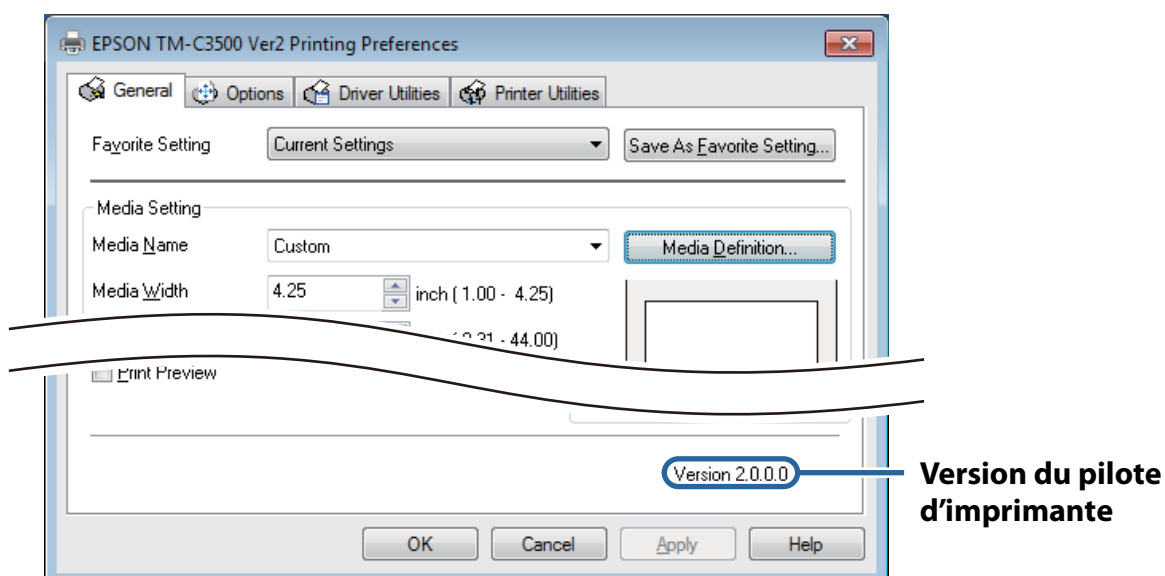 EPSON TM-C3500 Ver2 Printing Preferences
General Options Driver Utilities Printer Utilities
Favorite Setting Current Settings Save As Favorite Setting...
Media Setting
Media Name Custom Media Definition...
Media Width 4.25 inch ( 1.00 - 4.25)
- 44.00)
Print Preview
Version 2.0.0.0
Version du pilote
d'imprimante
OK Cancel Apply Help